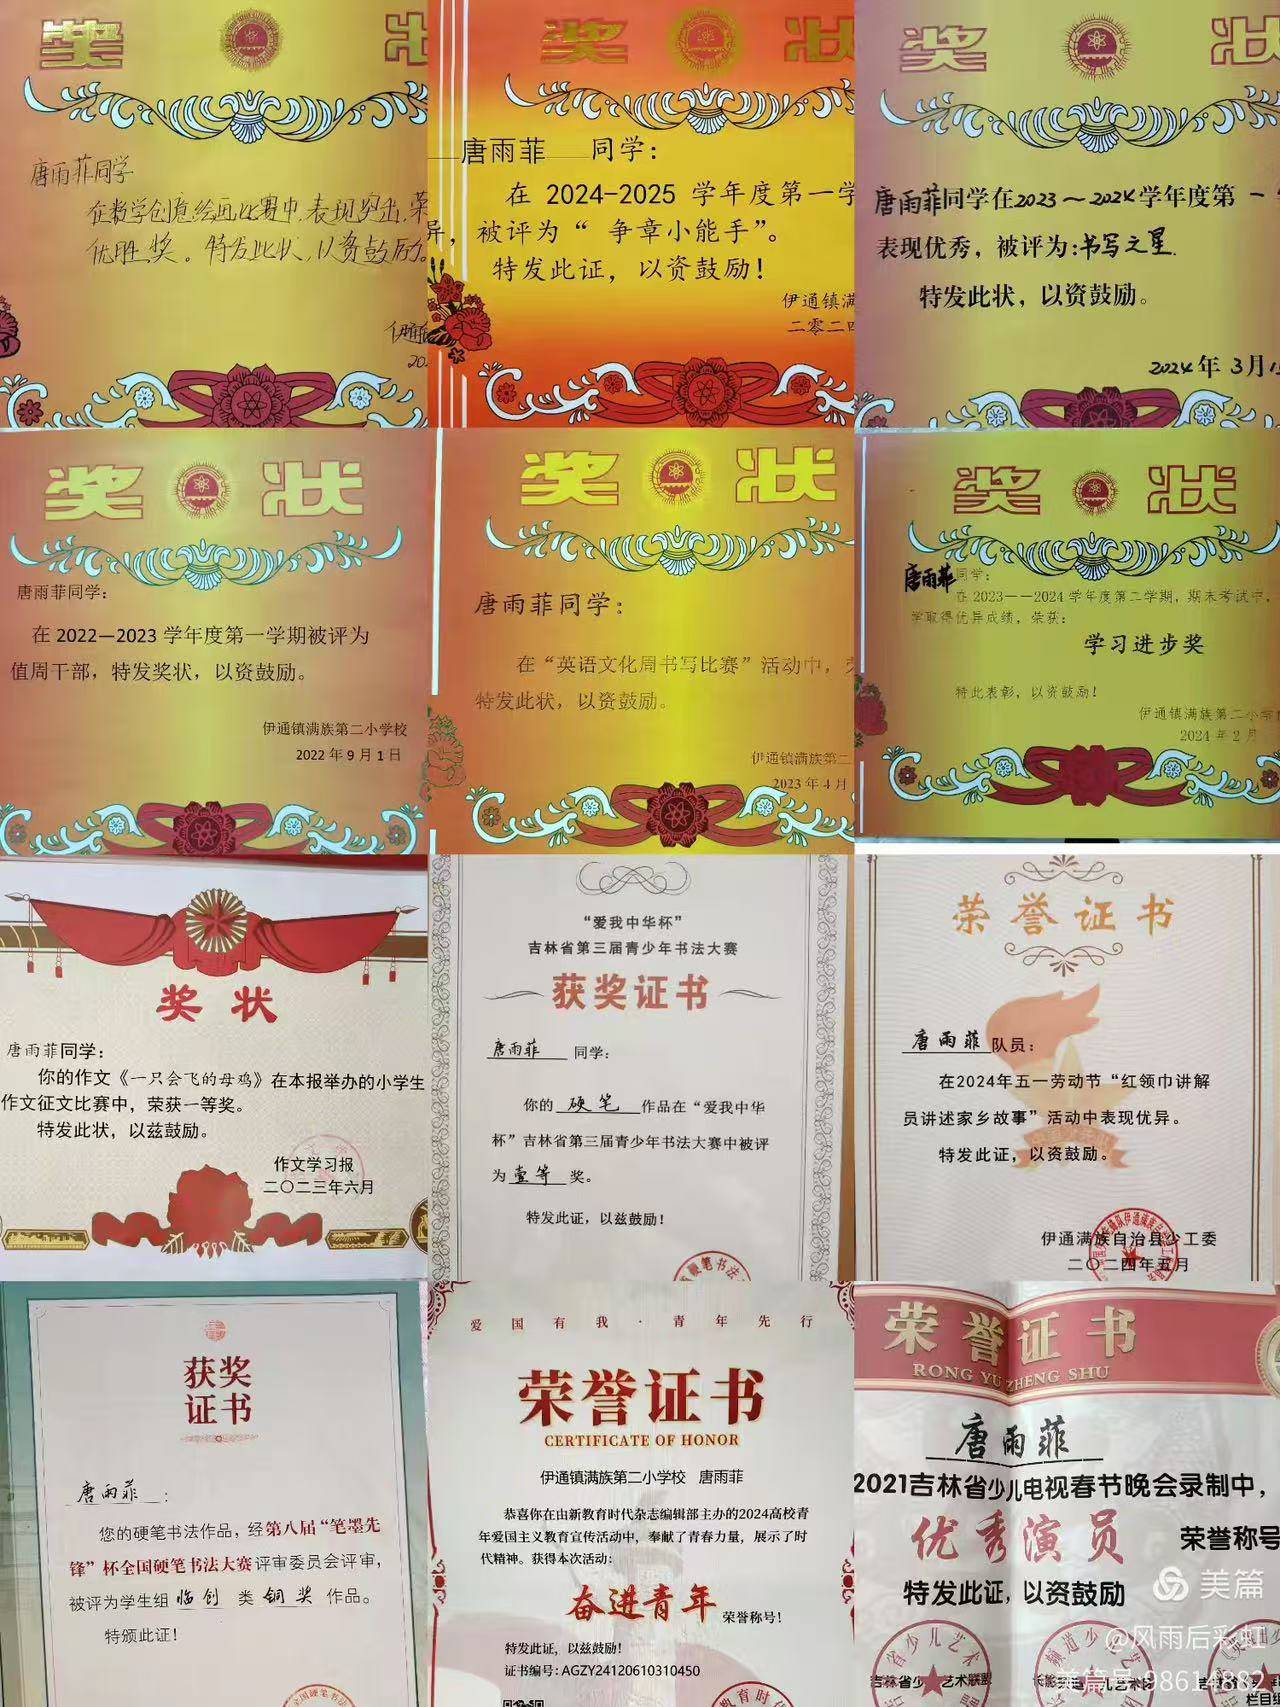 奖 状
唐雨菲同学
在数学创意绘画比赛中,表现突出,荣
优胜奖。特发此状,以资鼓励。
伊通
20
奖 状
唐雨菲 同学：
在 2024-2025 学年度第一学
异，被评为“ 争章小能手”。
特发此证，以资鼓励！
伊通镇满
二零二四
奖 状
唐雨菲同学在2023～2024学年度第 一
表现优秀，被评为:书写之星.
特发此状，以资鼓励。
2024年 3月
奖 状
唐雨菲同学：
在 2022—2023 学年度第一学期被评为
值周干部，特发奖状，以资鼓励。
伊通镇满族第二小学校
2022 年 9 月 1 日
奖 状
唐雨菲同学：
在“英语文化周书写比赛”活动中，荣
特发此状，以资鼓励。
伊通镇满族第二
2023 年 4 月
奖 状
唐雨菲同学：
在 2023——2024 学年度第二学期，期末考试中，
学取得优异成绩，荣获：
学习进步奖
特此表彰，以资鼓励！
伊通镇满族第二小学
2024 年 2 月
奖 状
唐雨菲同学：
你的作文《一只会飞的母鸡》在本报举办的小学生
作文征文比赛中，荣获一等奖。
特发此状，以兹鼓励。
作文学习报
二〇二三年六月
“爱我中华杯”
吉林省第三届青少年书法大赛
获奖证书
唐雨菲 同学：
你的 硬笔 作品在“爱我中华
杯”吉林省第三届青少年书法大赛中被评
为 壹等 奖。
特发此证，以兹鼓励！
硬笔书法
荣誉证书
唐雨菲 队员：
在2024年五一劳动节“红领巾讲解
员讲述家乡故事”活动中表现优异。
特发此证，以资鼓励。
伊通满族自治县少工委
二〇二四年五月
获奖
证书
唐雨菲：
您的硬笔书法作品，经第八届“笔墨先
锋”杯全国硬笔书法大赛评审委员会评审，
被评为学生组 临创 类 铜奖 作品。
特颁此证！
全国硬笔书法
爱国有我·青年先行
荣誉证书
CERTIFICATE OF HONOR
伊通镇满族第二小学校 唐雨菲
恭喜你在由新教育时代杂志编辑部主办的2024高校青
年爱国主义教育宣传活动中，奉献了青春力量，展示了时
代精神。获得本次活动：
奋进青年 荣誉称号！
特发此证，以兹鼓励！
证书编号：AGZY24120610310450
教育时代
荣誉证书
RONG YU ZHENG SHU
唐雨菲
2021吉林省少儿电视春节晚会录制中，
优秀演员 荣誉称号
特发此证，以资鼓励
吉林省少儿艺术联盟
美篇
@风雨后彩虹
美篇号:98614882